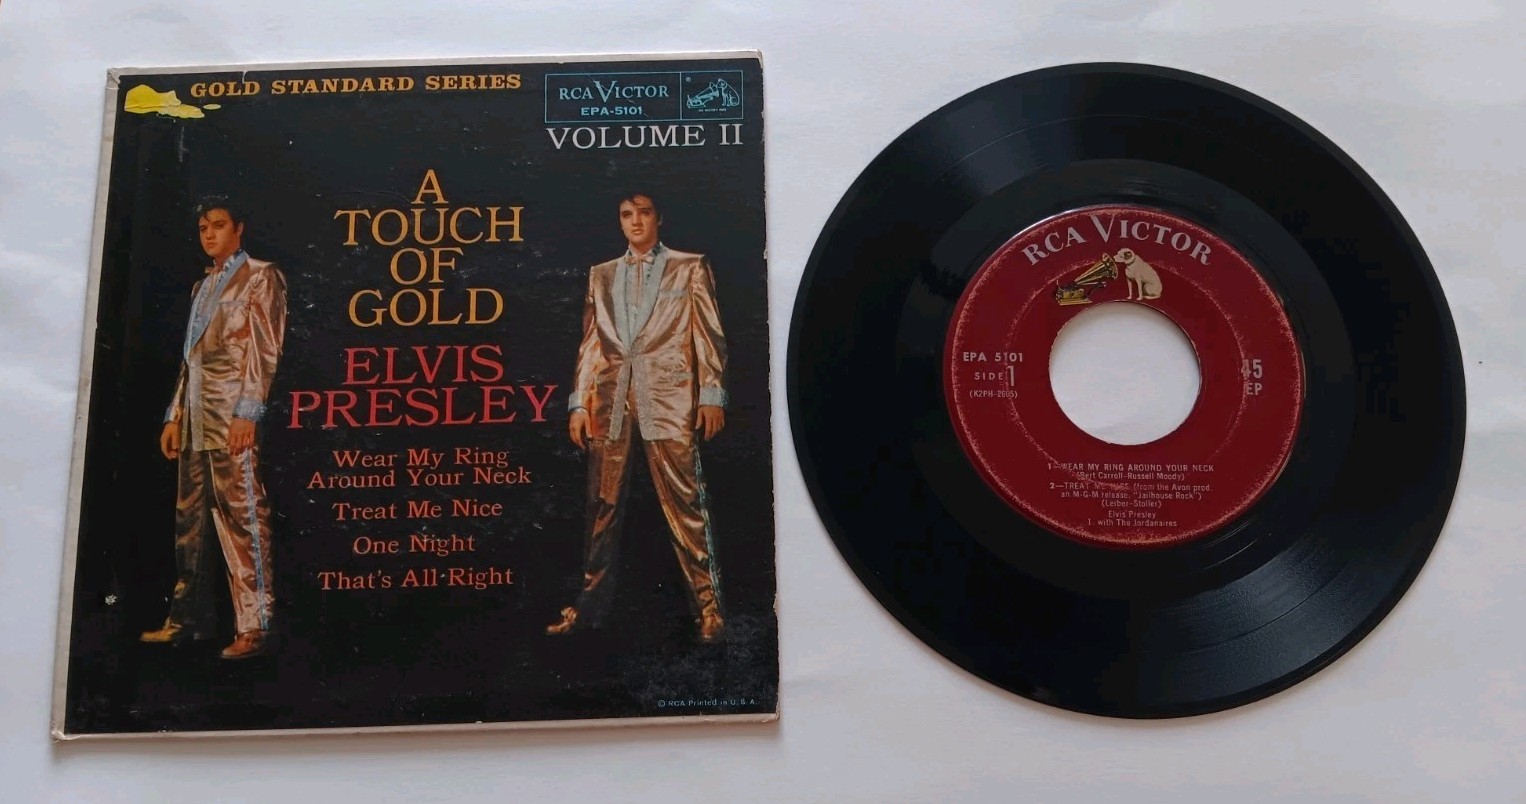 GOLD STANDARD SERIES
RCA VICTOR
EPA-5101
VOLUME II
A
TOUCH
OF
GOLD
ELVIS
PRESLEY
Wear My Ring
Around Your Neck
Treat Me Nice
One Night
That's All Right
© RCA Printed in U. S. A.
RCA VICTOR
EPA 5101
SIDE 1
45
EP
1—WEAR MY RING AROUND YOUR NECK
(Bert Carroll-Russell Moody)
2—TREAT ME NICE (from the Avon prod.
an M-G-M release, "Jailhouse Rock")
(Leiber-Stoller)
Elvis Presley
1. with The Jordanaires